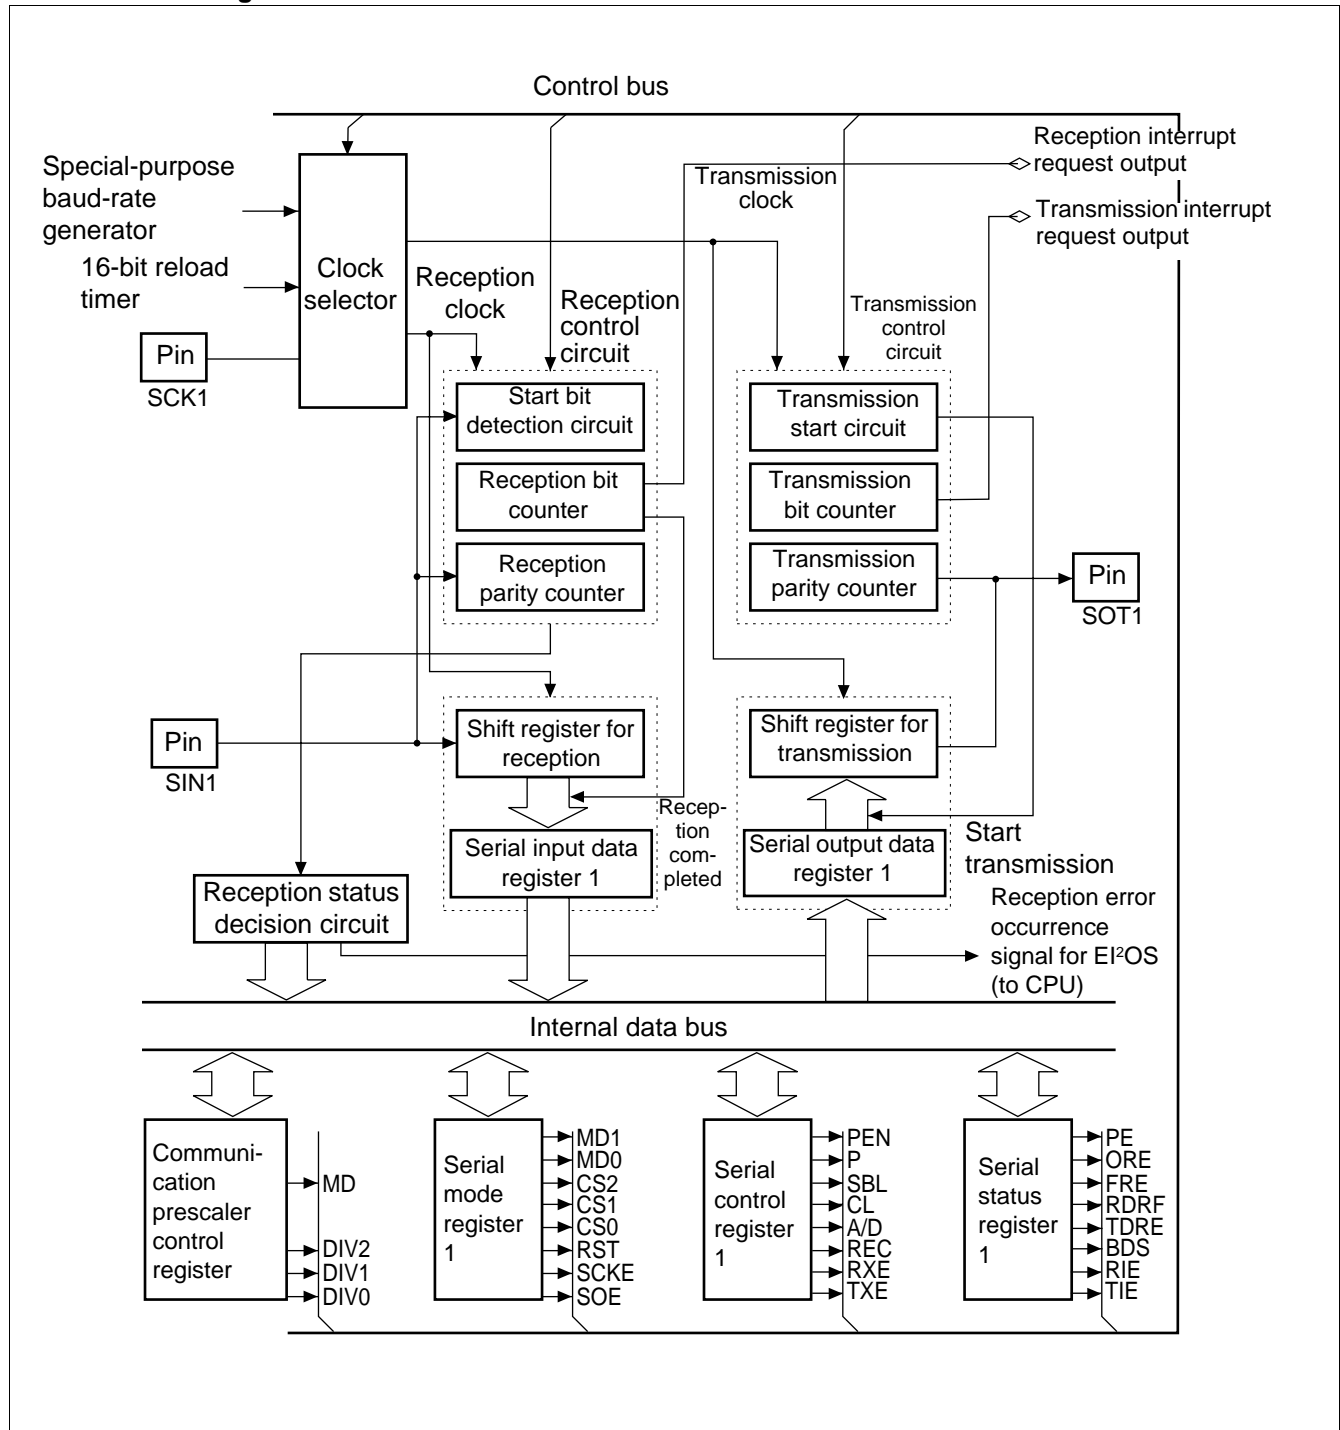 Control bus
Reception interrupt
request output
Special-purpose
baud-rate
generator
Transmission
clock
Transmission interrupt
request output
16-bit reload
timer
Clock
selector
Reception
clock
Reception
control
circuit
Transmission
control
circuit
Pin
SCK1
Start bit
detection circuit
Transmission
start circuit
Reception bit
counter
Transmission
bit counter
Reception
parity counter
Transmission
parity counter
Pin
SOT1
Pin
SIN1
Shift register for
reception
Shift register for
transmission
Recep-
tion
com-
pleted
Serial input data
register 1
Serial output data
register 1
Start
transmission
Reception status
decision circuit
Reception error
occurrence
signal for EI²OS
(to CPU)
Internal data bus
Communi-
cation
prescaler
control
register
MD
DIV2
DIV1
DIV0
Serial
mode
register
1
MD1
MD0
CS2
CS1
CS0
RST
SCKE
SOE
Serial
control
register
1
PEN
P
SBL
CL
A/D
REC
RXE
TXE
Serial
status
register
1
PE
ORE
FRE
RDRF
TDRE
BDS
RIE
TIE